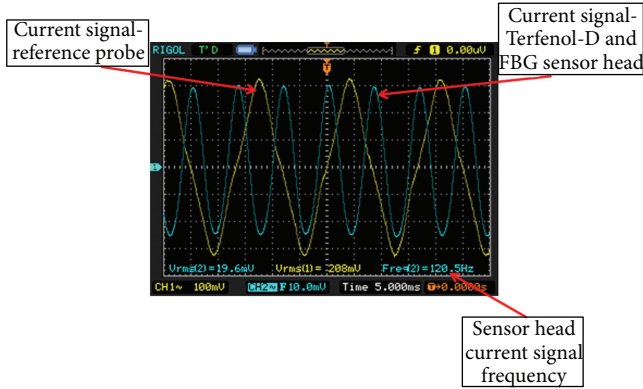 Current signal-
reference probe
Current signal-
Terfenol-D and
FBG sensor head
RIGOL T'D f 1 0.00uV
T
T
1
Vrms(2)=19.6mV Vrms(1)= 208mV Freq(2)=120.5Hz
CH1~ 100mV CH2~ F 10.0mV Time 5.000ms T→0.0000s
Sensor head
current signal
frequency